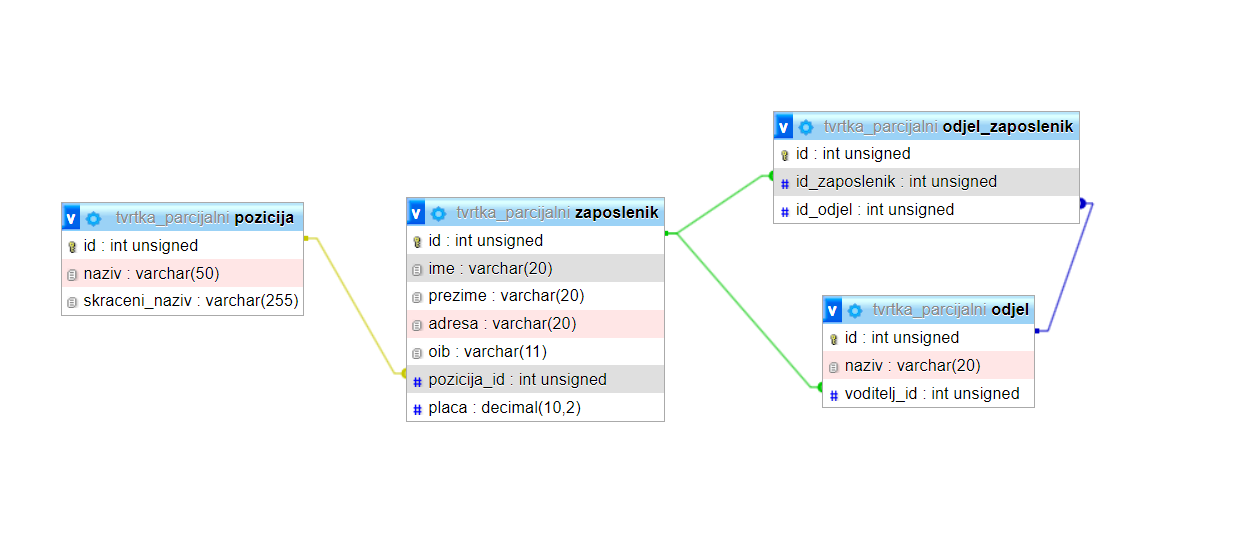 v tvrtka_parcijalni pozicija
id : int unsigned
naziv : varchar(50)
skraceni_naziv : varchar(255)
v tvrtka_parcijalni zaposlenik
id : int unsigned
ime : varchar(20)
prezime : varchar(20)
adresa : varchar(20)
oib : varchar(11)
# pozicija_id : int unsigned
# placa : decimal(10,2)
v tvrtka_parcijalni odjel_zaposlenik
id : int unsigned
# id_zaposlenik : int unsigned
# id_odjel : int unsigned
v tvrtka_parcijalni odjel
id : int unsigned
naziv : varchar(20)
# voditelj_id : int unsigned